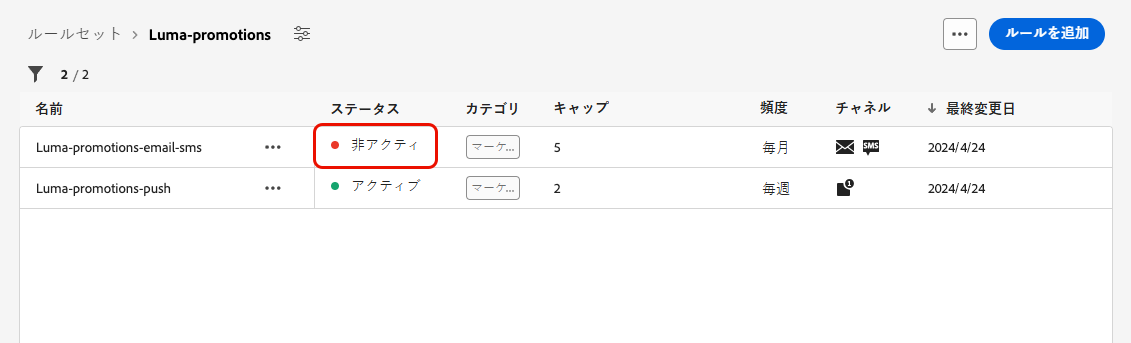 ルールセット > Luma-promotions
ルールを追加
2 / 2
名前 ステータス カテゴリ キャップ 頻度 チャネル ↓ 最終変更日
Luma-promotions-email-sms ••• 非アクティ マーケ... 5 毎月 SMS 2024/4/24
Luma-promotions-push ••• アクティブ マーケ... 2 毎週 1 2024/4/24